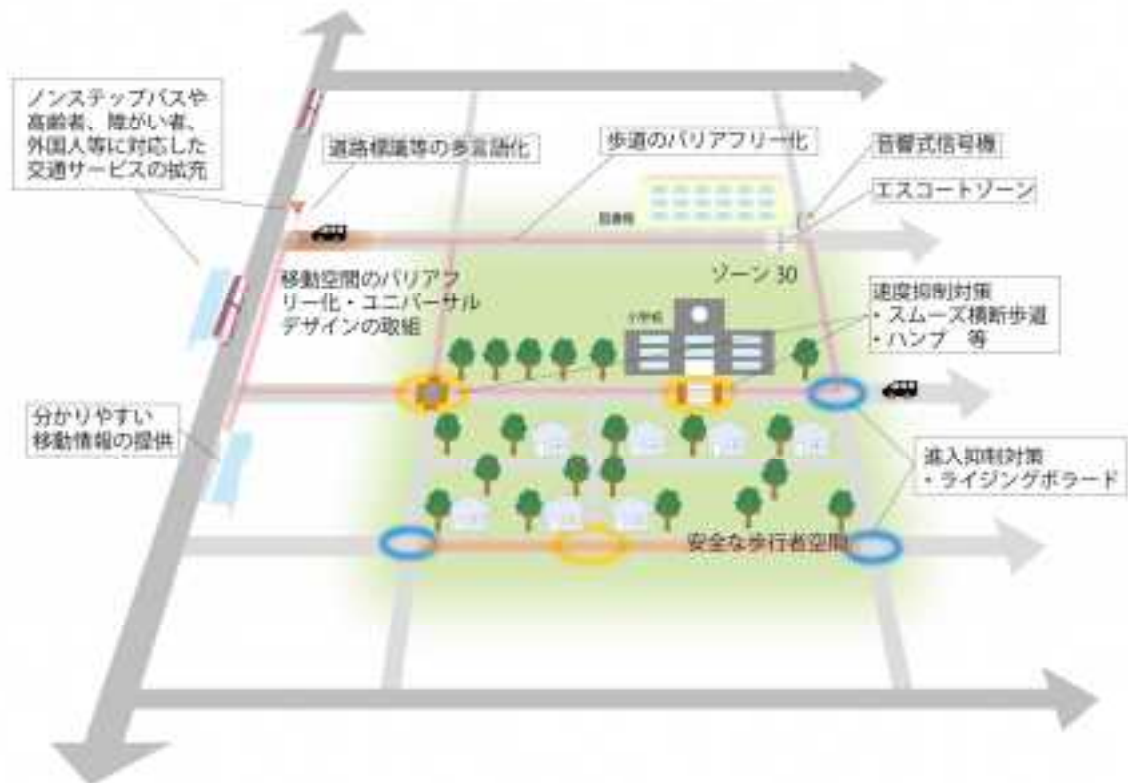 ノンステップバスや
高齢者、障がい者、
外国人等に対応した
交通サービスの拡充
道路標識等の多言語化
歩道のバリアフリー化
音響式信号機
エスコートゾーン
図書館
ゾーン 30
移動空間のバリアフ
リー化・ユニバーサル
デザインの取組
小学校
速度抑制対策
・スムーズ横断歩道
・ハンプ　等
分かりやすい
移動情報の提供
進入抑制対策
・ライジングボラード
安全な歩行者空間